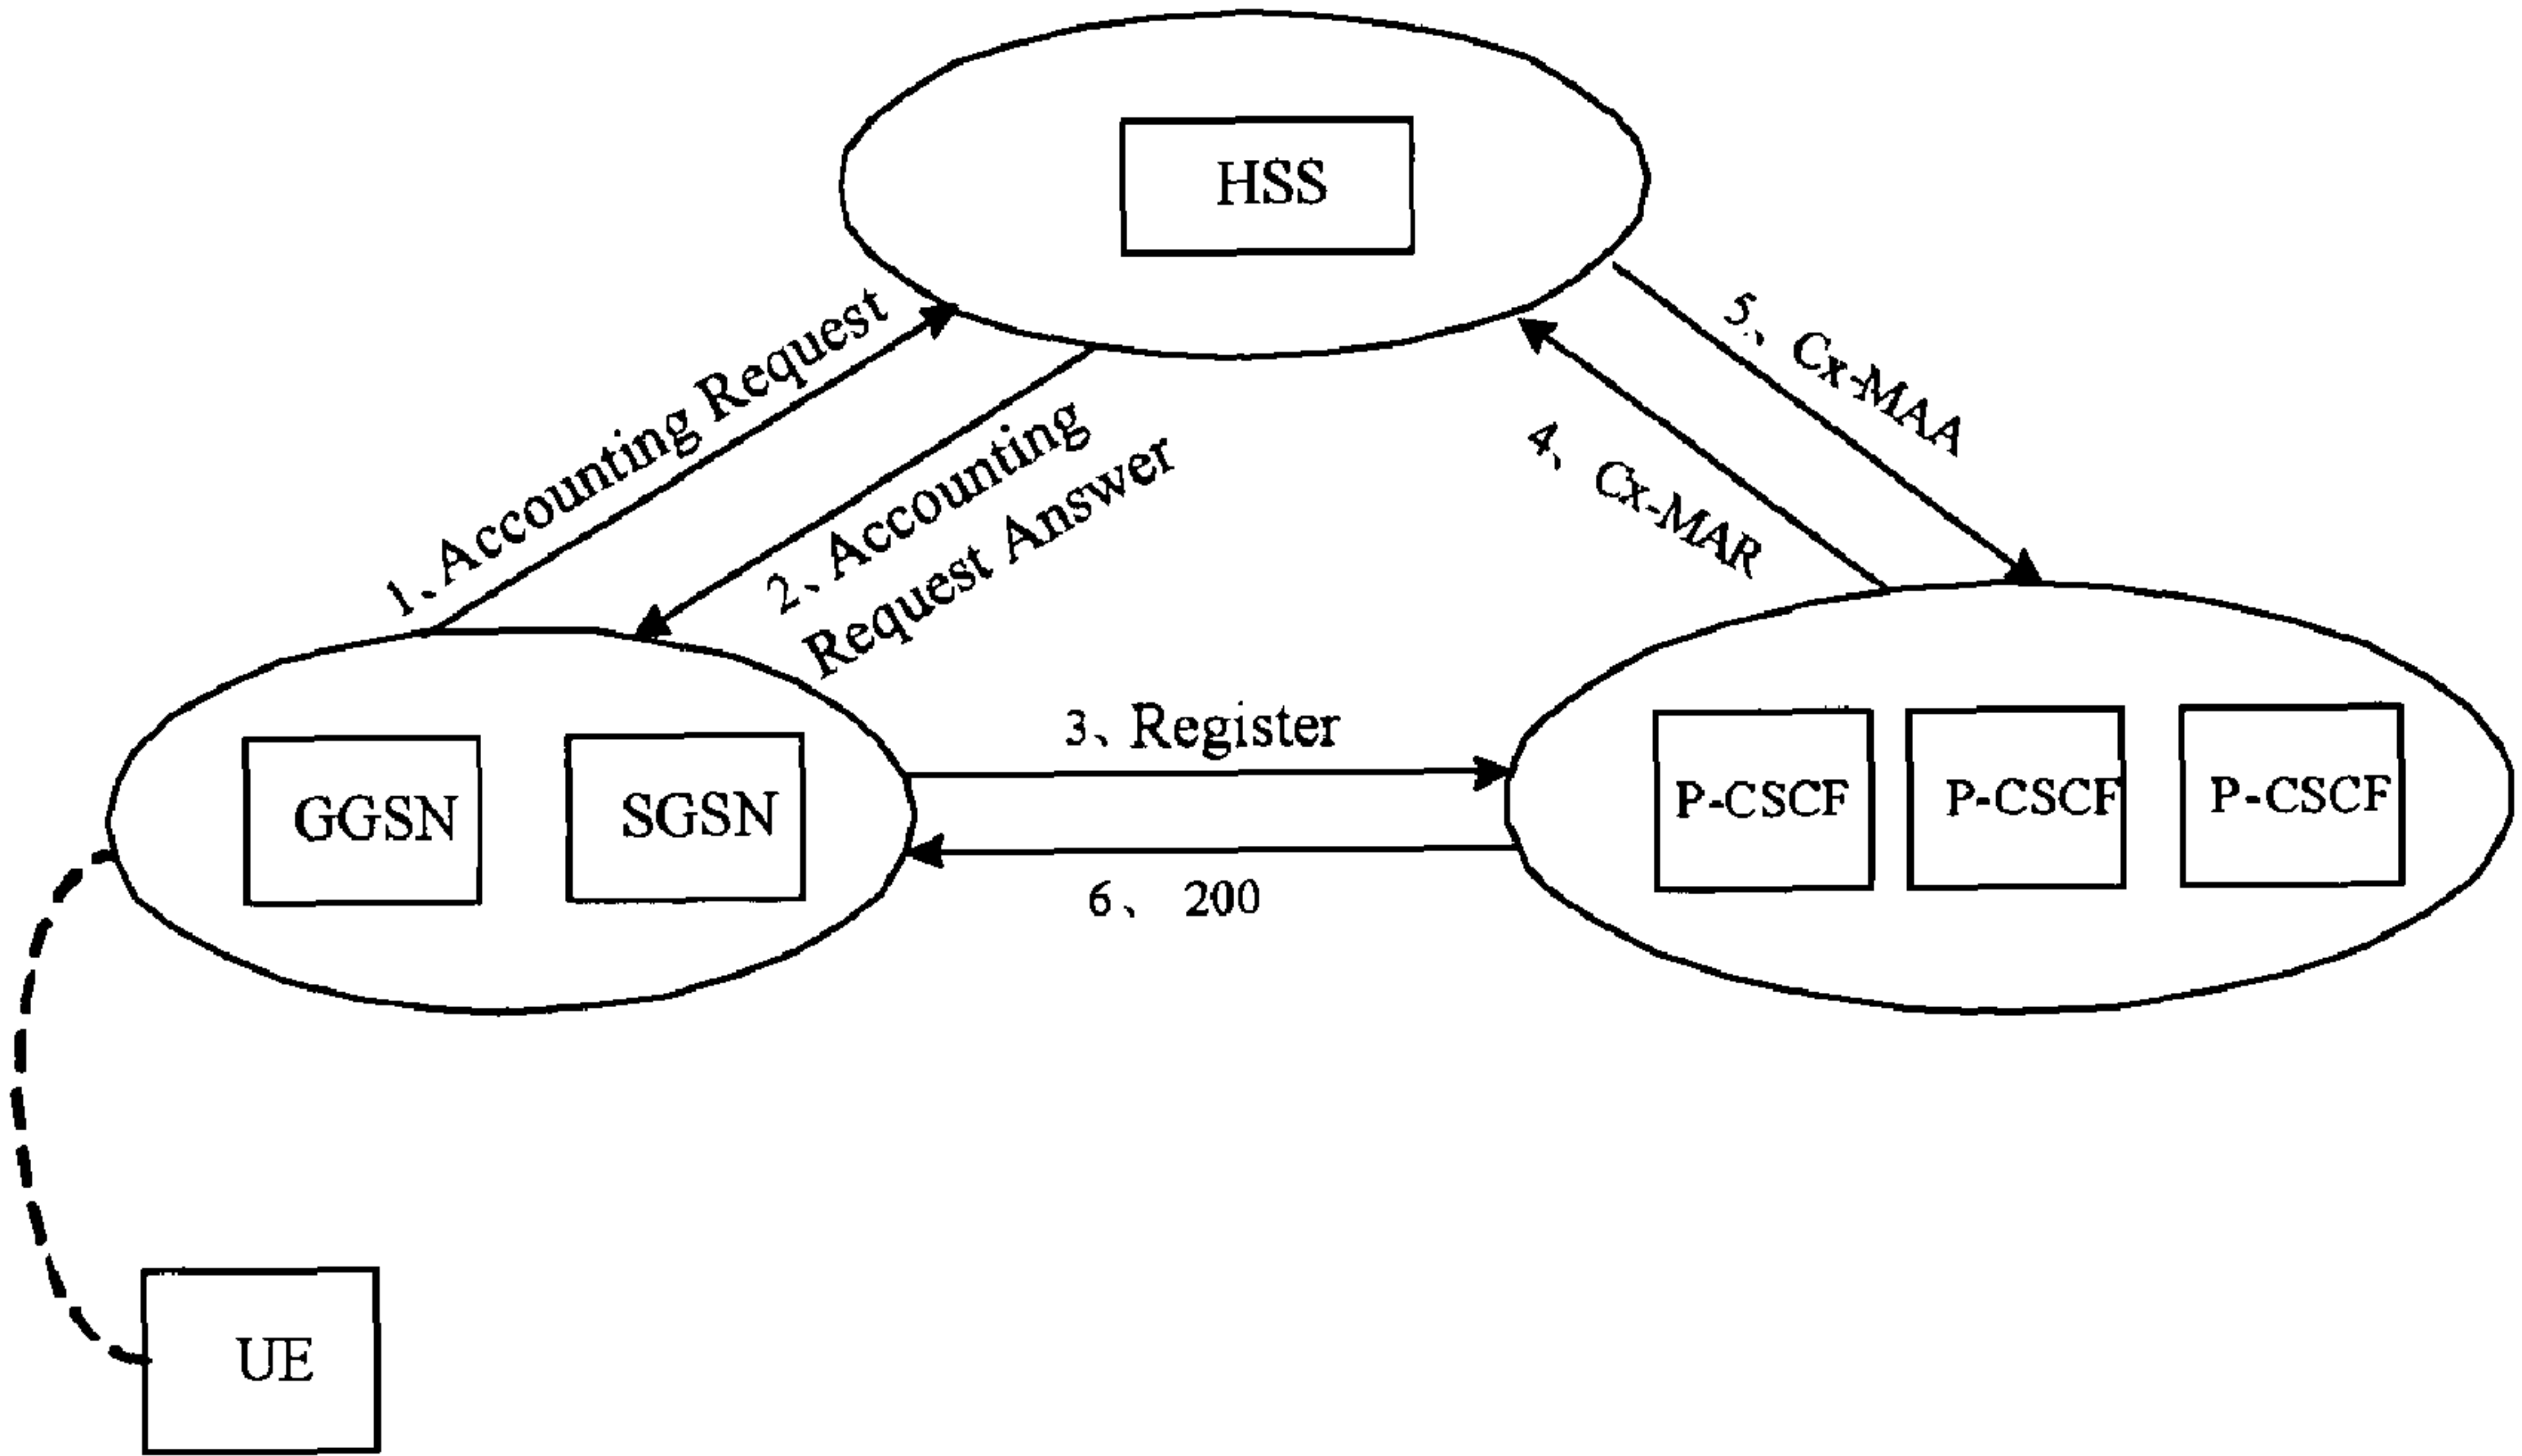 HSS
1、Accounting Request
2、Accounting
Request Answer
5、Cx-MAA
4、Cx-MAR
3、Register
GGSN
SGSN
P-CSCF
P-CSCF
P-CSCF
6、 200
UE